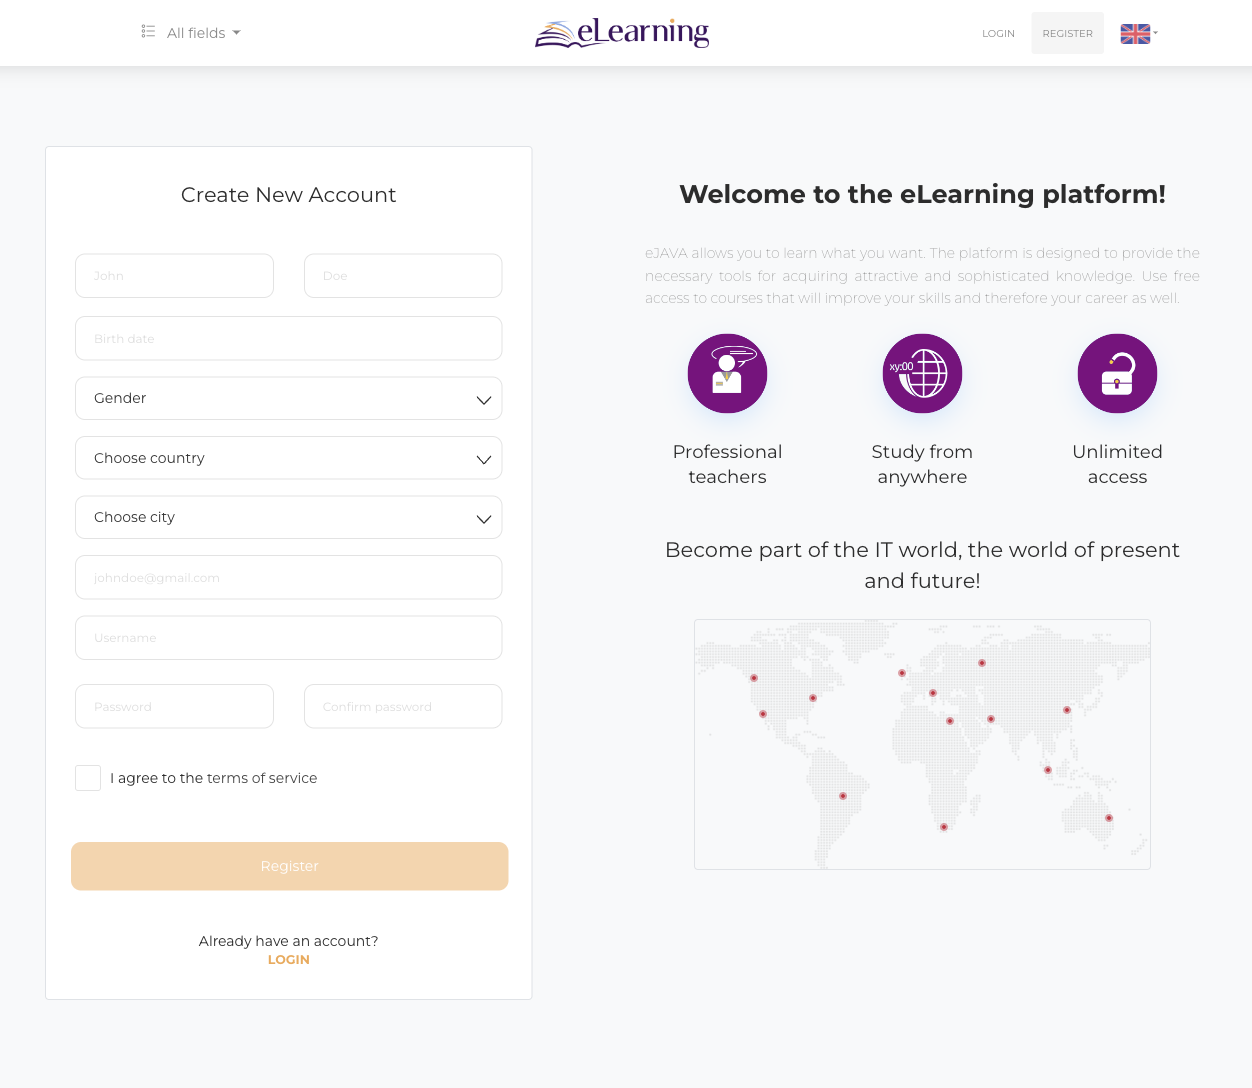 All fields
eLearning
LOGIN
REGISTER
Create New Account
John
Doe
Birth date
Gender
Choose country
Choose city
johndoe@gmail.com
Username
Password
Confirm password
I agree to the terms of service
Register
Already have an account?
LOGIN
Welcome to the eLearning platform!
eJAVA allows you to learn what you want. The platform is designed to provide the
necessary tools for acquiring attractive and sophisticated knowledge. Use free
access to courses that will improve your skills and therefore your career as well.
xy:00
Professional
teachers
Study from
anywhere
Unlimited
access
Become part of the IT world, the world of present
and future!